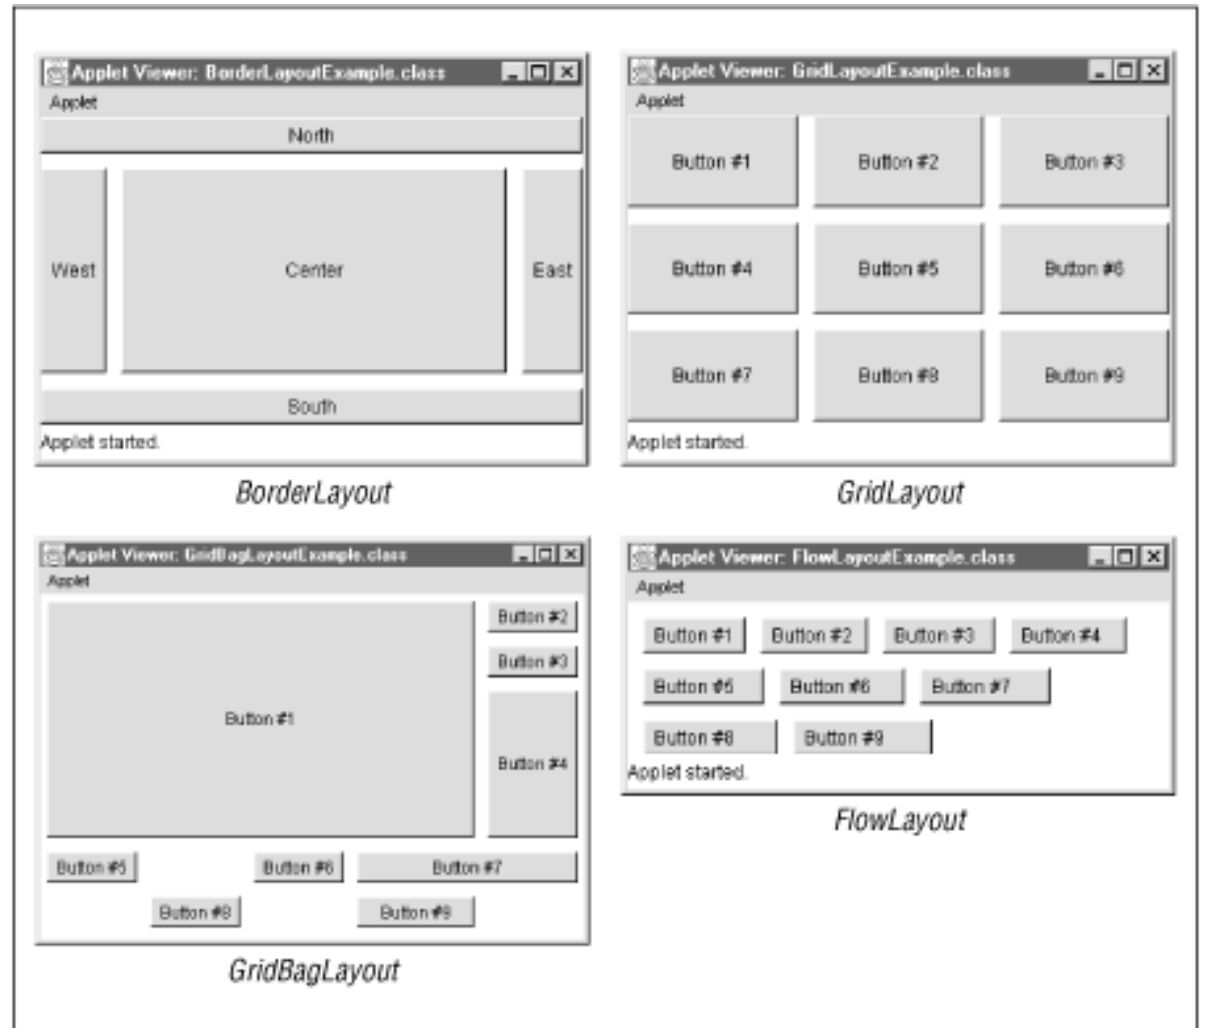 Applet Viewer: BorderLayoutExample.class
Applet
North
West
Center
East
South
Applet started.
BorderLayout
Applet Viewer: GridLayoutExample.class
Applet
Button #1
Button #2
Button #3
Button #4
Button #5
Button #6
Button #7
Button #8
Button #9
Applet started.
GridLayout
Applet Viewer: GridBagLayoutExample.class
Applet
Button #1
Button #2
Button #3
Button #4
Button #5
Button #6
Button #7
Button #8
Button #9
GridBagLayout
Applet Viewer: FlowLayoutExample.class
Applet
Button #1
Button #2
Button #3
Button #4
Button #5
Button #6
Button #7
Button #8
Button #9
Applet started.
FlowLayout